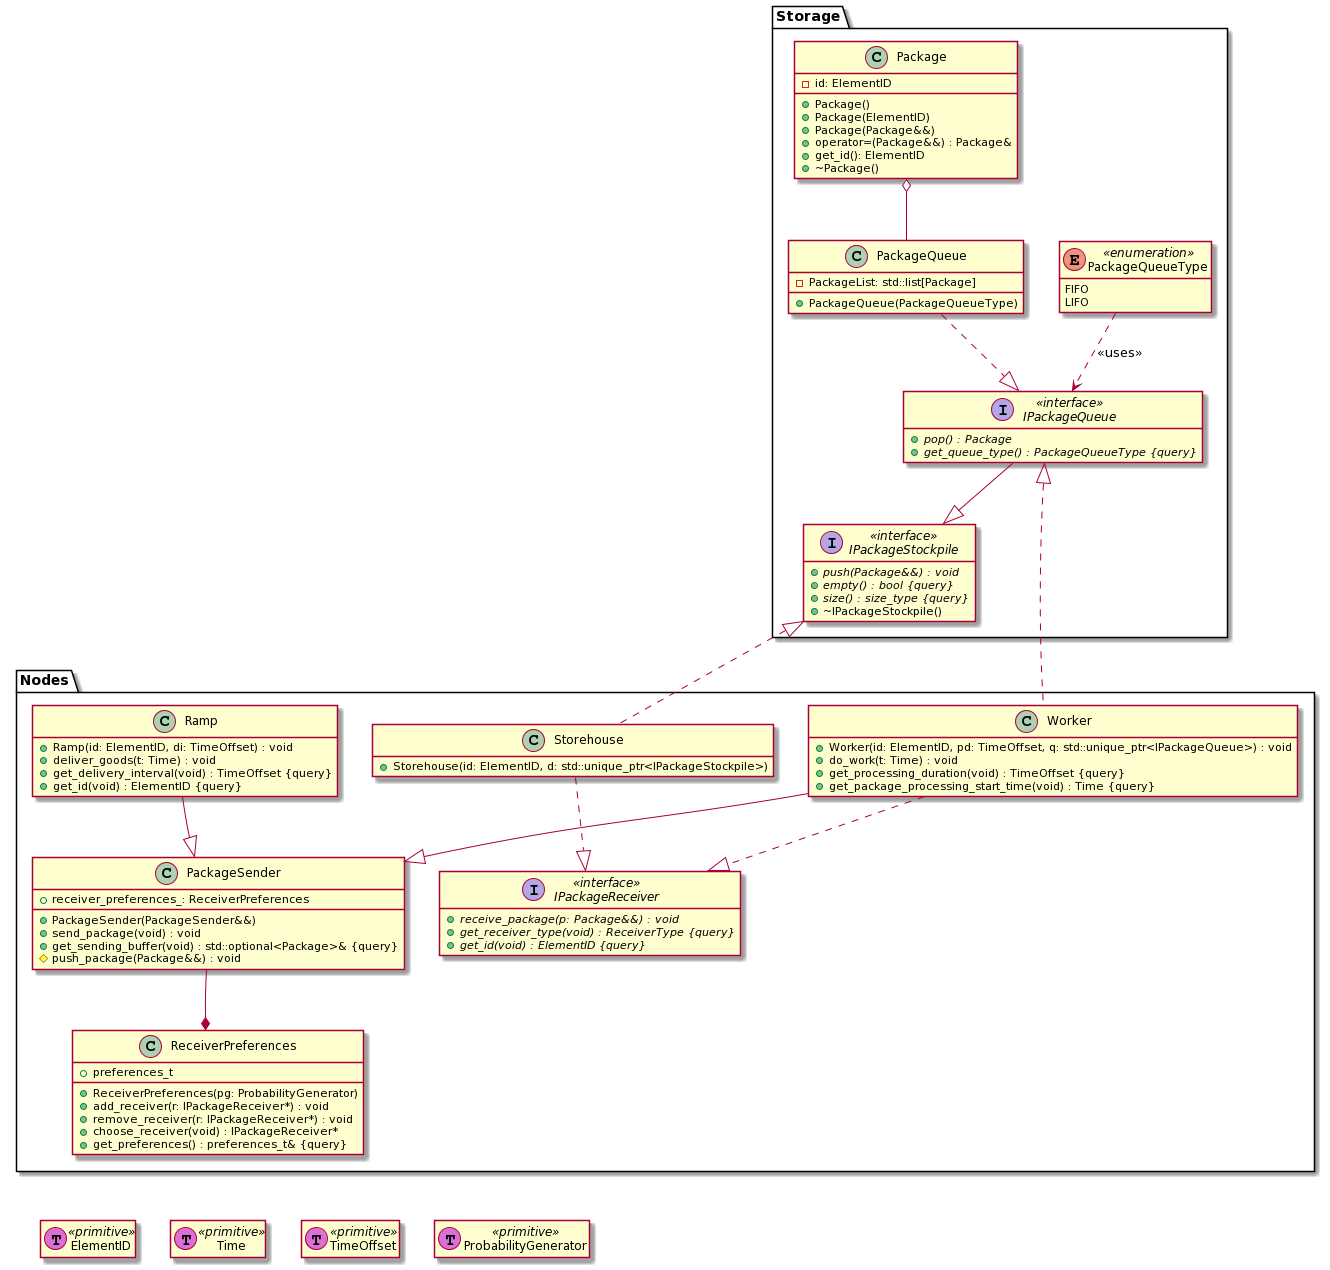 Storage
C Package
id: ElementID
Package()
Package(ElementID)
Package(Package&&)
operator=(Package&&) : Package&
get_id(): ElementID
~Package()
C PackageQueue
PackageList: std::list[Package]
PackageQueue(PackageQueueType)
E «enumeration»
PackageQueueType
FIFO
LIFO
«uses»
I «interface»
IPackageQueue
pop() : Package
get_queue_type() : PackageQueueType {query}
I «interface»
IPackageStockpile
push(Package&&) : void
empty() : bool {query}
size() : size_type {query}
~IPackageStockpile()
Nodes
C Ramp
Ramp(id: ElementID, di: TimeOffset) : void
deliver_goods(t: Time) : void
get_delivery_interval(void) : TimeOffset {query}
get_id(void) : ElementID {query}
C Storehouse
Storehouse(id: ElementID, d: std::unique_ptr<IPackageStockpile>)
C Worker
Worker(id: ElementID, pd: TimeOffset, q: std::unique_ptr<IPackageQueue>) : void
do_work(t: Time) : void
get_processing_duration(void) : TimeOffset {query}
get_package_processing_start_time(void) : Time {query}
C PackageSender
receiver_preferences_: ReceiverPreferences
PackageSender(PackageSender&&)
send_package(void) : void
get_sending_buffer(void) : std::optional<Package>& {query}
push_package(Package&&) : void
I «interface»
IPackageReceiver
receive_package(p: Package&&) : void
get_receiver_type(void) : ReceiverType {query}
get_id(void) : ElementID {query}
C ReceiverPreferences
preferences_t
ReceiverPreferences(pg: ProbabilityGenerator)
add_receiver(r: IPackageReceiver*) : void
remove_receiver(r: IPackageReceiver*) : void
choose_receiver(void) : IPackageReceiver*
get_preferences() : preferences_t& {query}
T «primitive»
ElementID
T «primitive»
Time
T «primitive»
TimeOffset
T «primitive»
ProbabilityGenerator